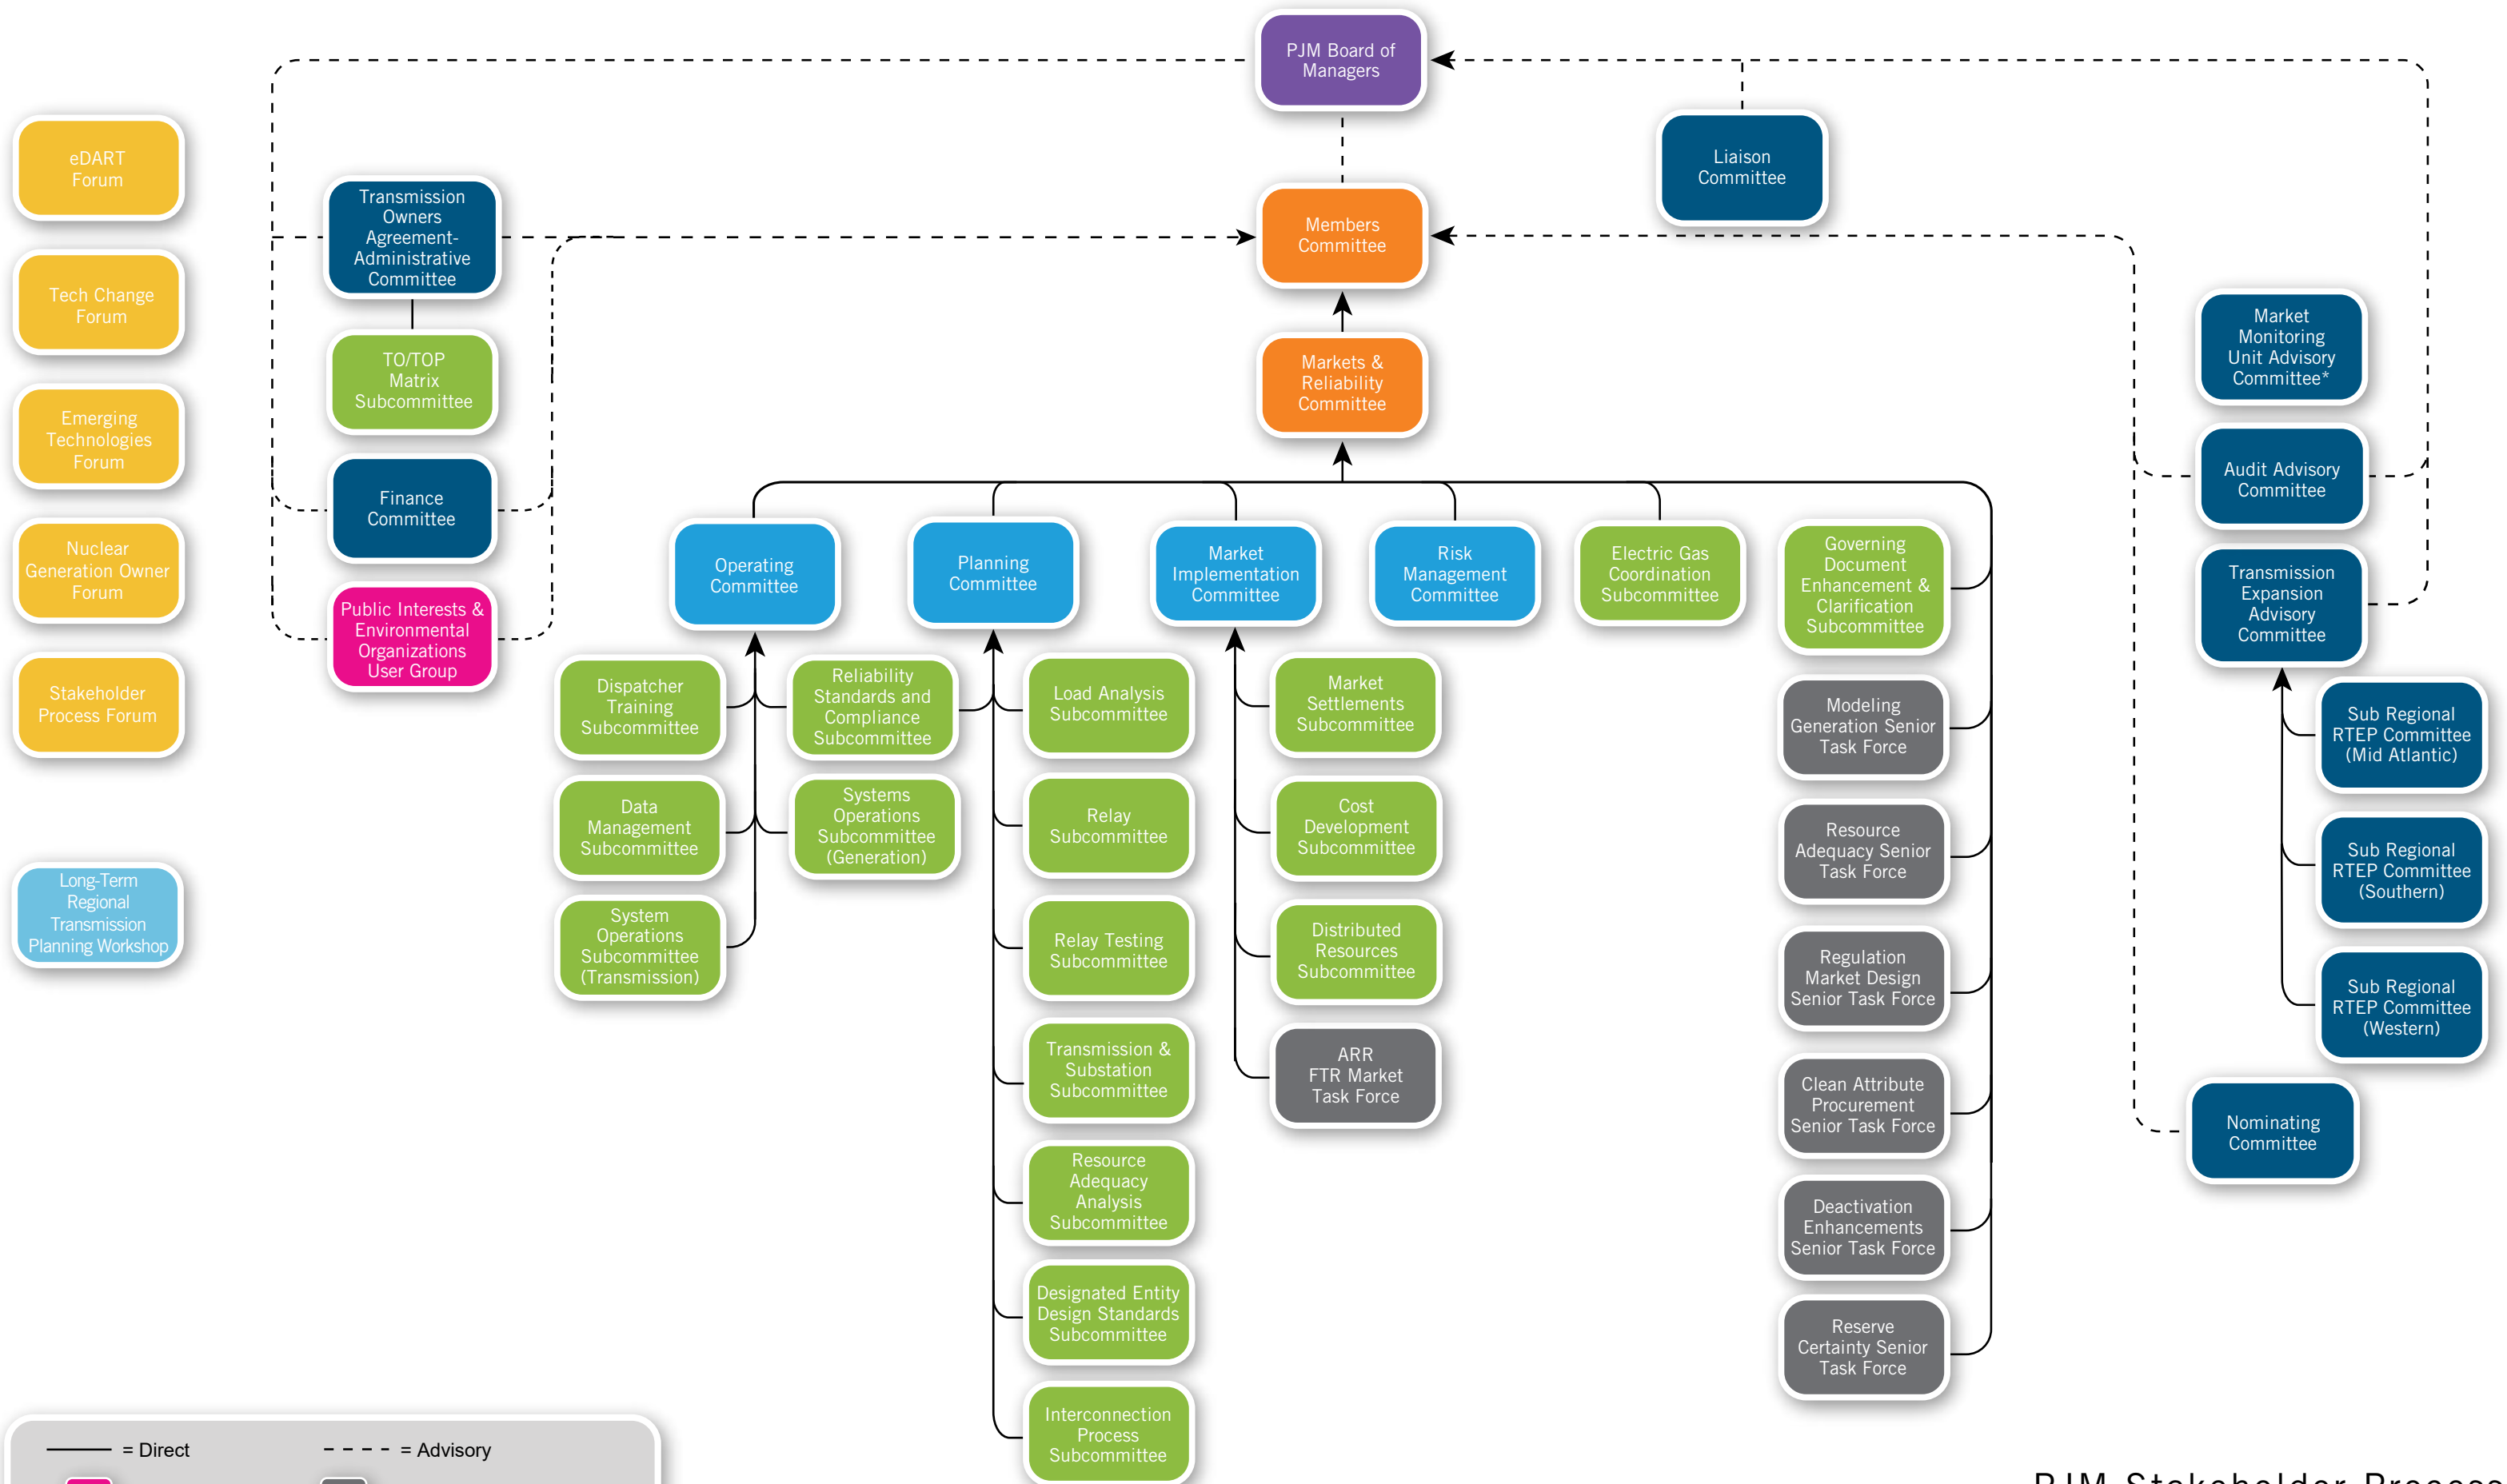 PJM Board of
Managers
Liaison
Committee
Members
Committee
Markets &
Reliability
Committee
eDART
Forum
Tech Change
Forum
Emerging
Technologies
Forum
Nuclear
Generation Owner
Forum
Stakeholder
Process Forum
Long-Term
Regional
Transmission
Planning Workshop
Transmission
Owners
Agreement-
Administrative
Committee
TO/TOP
Matrix
Subcommittee
Finance
Committee
Public Interests &
Environmental
Organizations
User Group
Operating
Committee
Dispatcher
Training
Subcommittee
Data
Management
Subcommittee
System
Operations
Subcommittee
(Transmission)
Reliability
Standards and
Compliance
Subcommittee
Systems
Operations
Subcommittee
(Generation)
Planning
Committee
Load Analysis
Subcommittee
Relay
Subcommittee
Relay Testing
Subcommittee
Transmission &
Substation
Subcommittee
Resource
Adequacy
Analysis
Subcommittee
Designated Entity
Design Standards
Subcommittee
Interconnection
Process
Subcommittee
Market
Implementation
Committee
Market
Settlements
Subcommittee
Cost
Development
Subcommittee
Distributed
Resources
Subcommittee
ARR
FTR Market
Task Force
Risk
Management
Committee
Electric Gas
Coordination
Subcommittee
Governing
Document
Enhancement &
Clarification
Subcommittee
Modeling
Generation Senior
Task Force
Resource
Adequacy Senior
Task Force
Regulation
Market Design
Senior Task Force
Clean Attribute
Procurement
Senior Task Force
Deactivation
Enhancements
Senior Task Force
Reserve
Certainty Senior
Task Force
Market
Monitoring
Unit Advisory
Committee*
Audit Advisory
Committee
Transmission
Expansion
Advisory
Committee
Sub Regional
RTEP Committee
(Mid Atlantic)
Sub Regional
RTEP Committee
(Southern)
Sub Regional
RTEP Committee
(Western)
Nominating
Committee
= Direct
= Advisory
PJM Stakeholder Process